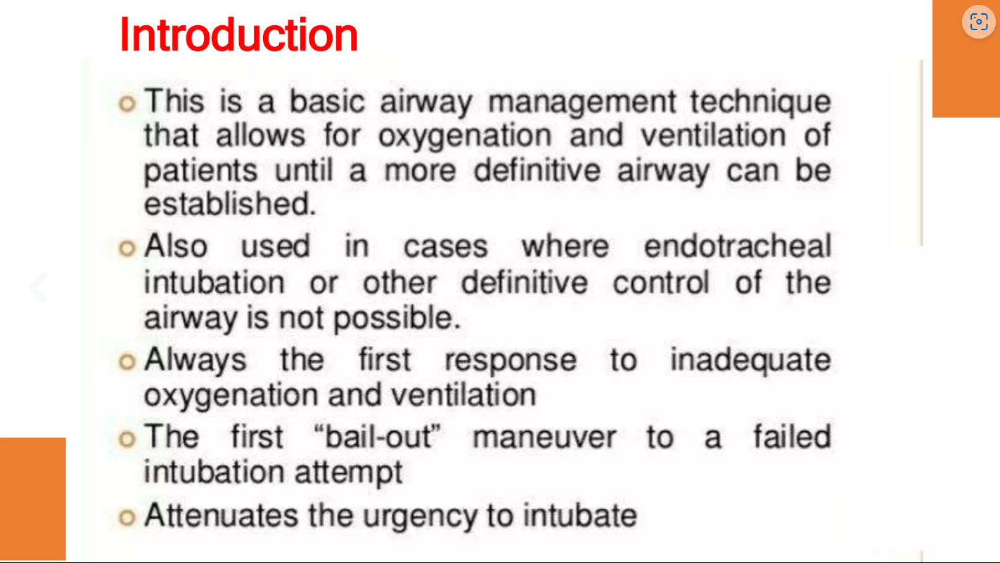 Introduction
This is a basic airway management technique
that allows for oxygenation and ventilation of
patients until a more definitive airway can be
established.
Also used in cases where endotracheal
intubation or other definitive control of the
airway is not possible.
Always the first response to inadequate
oxygenation and ventilation
The first “bail-out” maneuver to a failed
intubation attempt
Attenuates the urgency to intubate